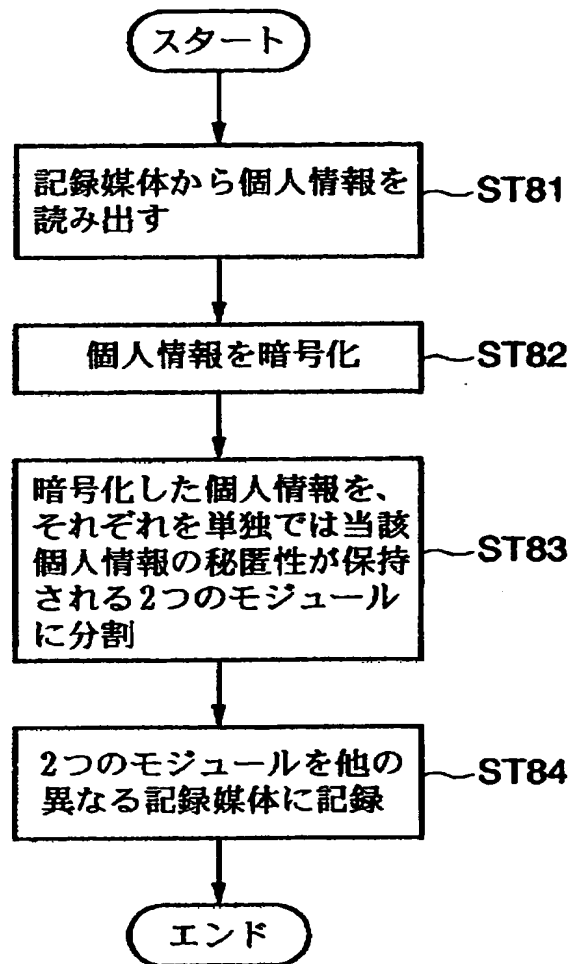 スタート
記録媒体から個人情報を
読み出す
ST81
個人情報を暗号化
ST82
暗号化した個人情報を、
それぞれを単独では当該
個人情報の秘匿性が保持
される2つのモジュール
に分割
ST83
2つのモジュールを他の
異なる記録媒体に記録
ST84
エンド